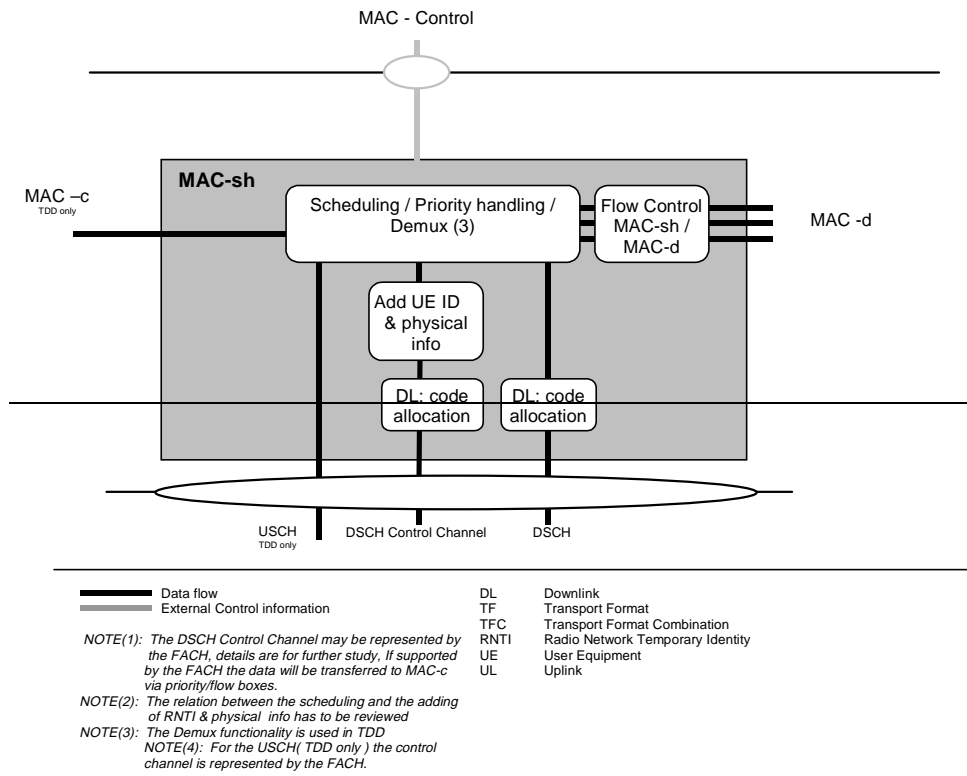 MAC - Control
MAC-sh
MAC –c
TDD only
Scheduling / Priority handling /
Demux (3)
Flow Control
MAC-sh /
MAC-d
MAC -d
Add UE ID
& physical
info
DL: code
allocation
DL: code
allocation
USCH
TDD only
DSCH Control Channel
DSCH
Data flow
External Control information
NOTE(1): The DSCH Control Channel may be represented by
the FACH, details are for further study, If supported
by the FACH the data will be transferred to MAC-c
via priority/flow boxes.
NOTE(2): The relation between the scheduling and the adding
of RNTI & physical info has to be reviewed
NOTE(3): The Demux functionality is used in TDD
NOTE(4): For the USCH( TDD only ) the control
channel is represented by the FACH.
DL Downlink
TF Transport Format
TFC Transport Format Combination
RNTI Radio Network Temporary Identity
UE User Equipment
UL Uplink